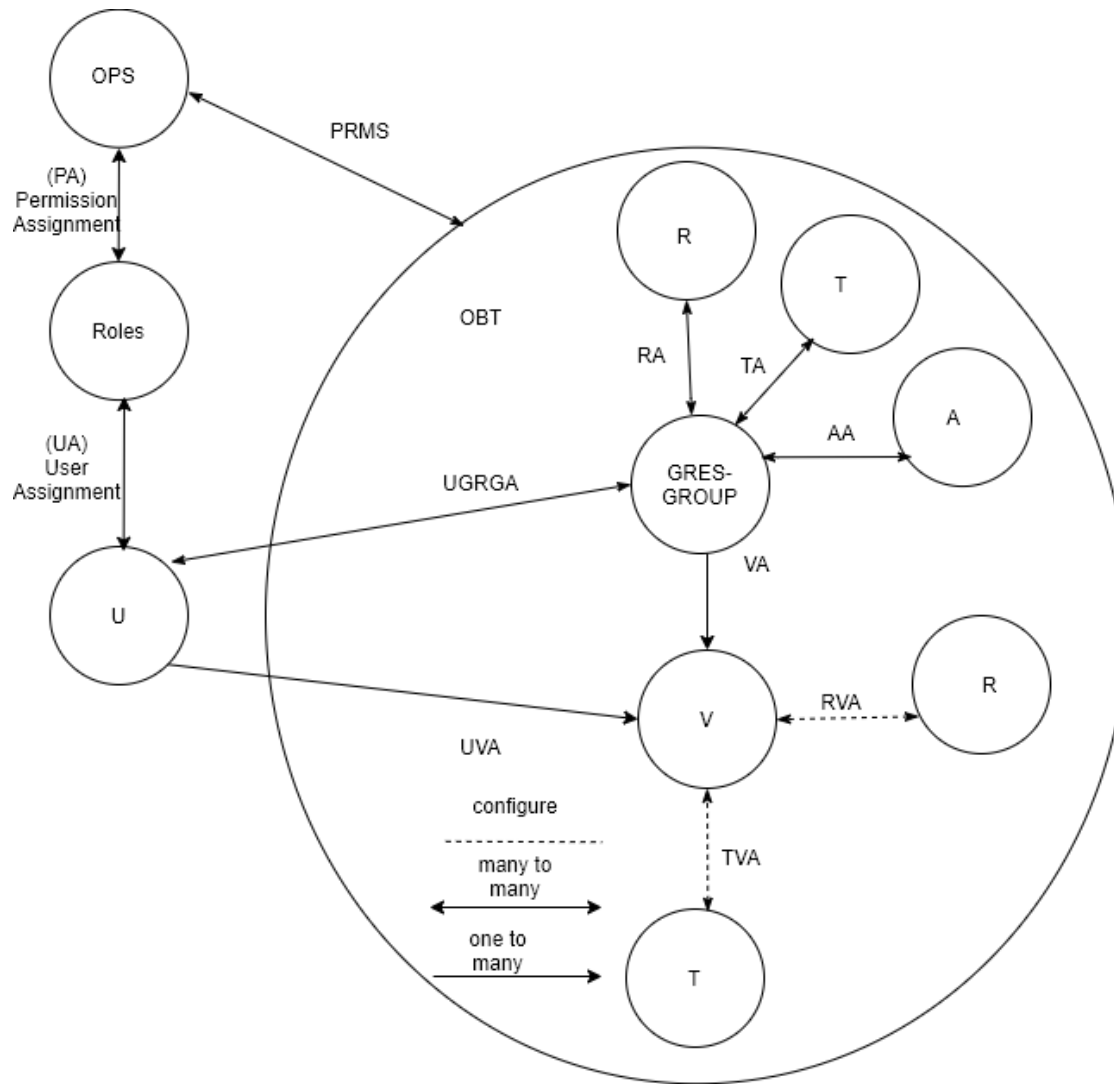 OPS
PRMS
(PA)
Permission
Assignment
R
T
Roles
OBT
RA
TA
A
AA
(UA)
User
Assignment
UGRGA
GRES-
GROUP
VA
U
R
RVA
V
UVA
configure
many to
many
TVA
one to
many
T